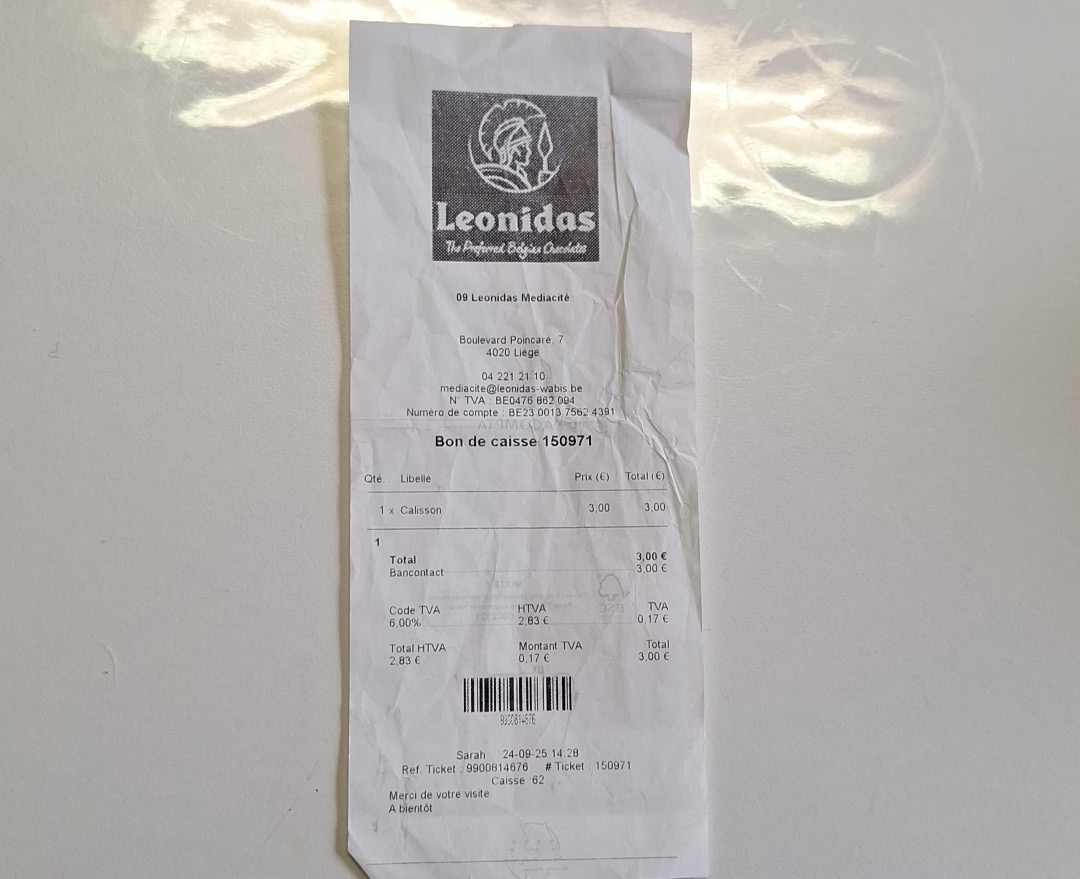 Leonidas
The Preferred Belgian Chocolates
09 Leonidas Mediacité
Boulevard Poincaré, 7
4020 Liège
04 221 21 10
mediacite@leonidas-wabis.be
N° TVA : BE0476 862 094
Numéro de compte : BE23 0013 7562 4391
Bon de caisse 150971
Qté. Libellé Prix (€) Total (€)
1 x Calisson 3,00 3,00
1
Total 3,00 €
Bancontact 3,00 €
Code TVA HTVA TVA
6,00% 2,83 € 0,17 €
Total HTVA Montant TVA Total
2,83 € 0,17 € 3,00 €
9900814676
Sarah 24-09-25 14:28
Ref. Ticket : 9900814676 # Ticket : 150971
Caisse :62
Merci de votre visite
A bientôt